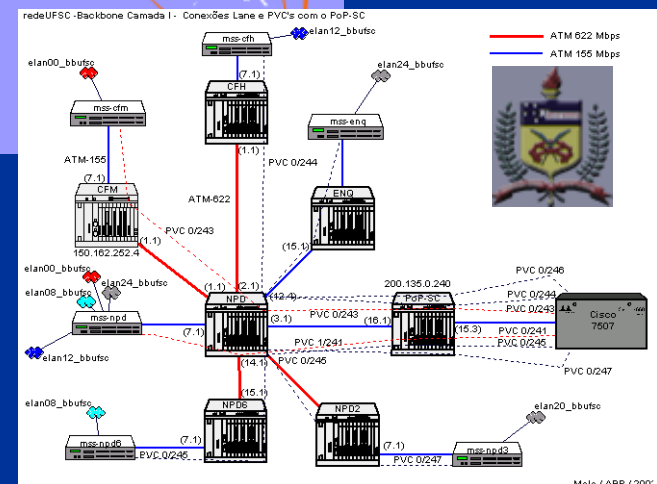 redeUFSC -Backbone Camada I - Conexões Lane e PVC's com o PoP-SC
elan12_bbufsc
mss-cfh
ATM 622 Mbps
ATM 155 Mbps
elan00_bbufsc
elan24_bbufsc
(7.1)
CFH
mss-cfm
mss-enq
(1.1)
ATM-155
PVC 0/244
(7.1)
CFM
ENQ
ATM-622
PVC 0/243
(1.1)
(15.1)
150.162.252.4
elan00_bbufsc
elan24_bbufsc
elan08_bbufsc
(1.1)
(2.1)
NPD
(12.4)
200.135.0.240
PoP-SC
PVC 0/246
PVC 0/244
PVC 0/243
PVC 0/243
Cisco
7507
mss-npd
(7.1)
(3.1)
(16.1)
(15.3)
PVC 0/241
PVC 1/241
PVC 0/245
PVC 0/245
elan12_bbufsc
(14.1)
PVC 0/247
(15.1)
elan08_bbufsc
NPD6
NPD2
elan20_bbufsc
mss-npd6
(7.1)
PVC 0/245
(7.1)
mss-npd3
PVC 0/247